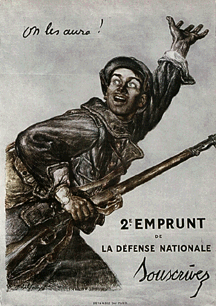 On les aura !
2ᵉ EMPRUNT
DE
LA DÉFENSE NATIONALE
Souscrivez